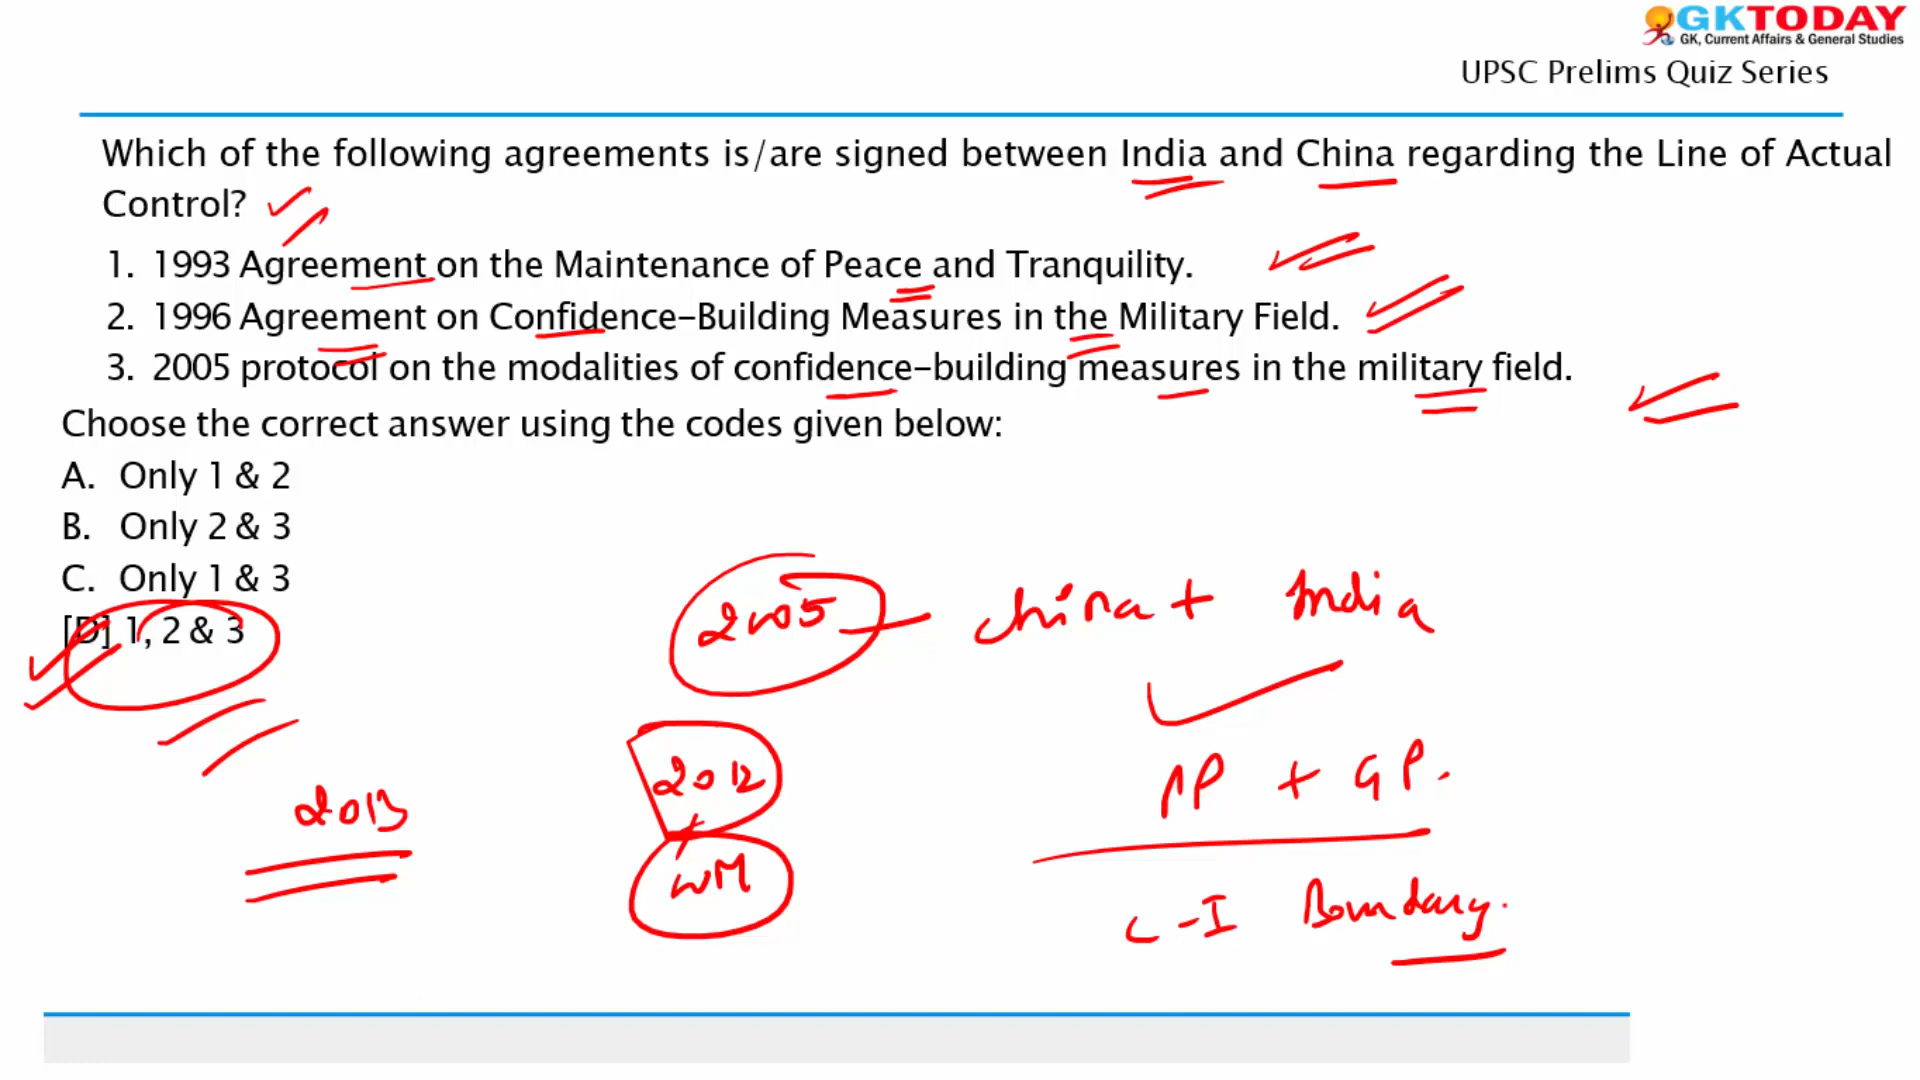 GKTODAY
GK, Current Affairs & General Studies
UPSC Prelims Quiz Series
Which of the following agreements is/are signed between India and China regarding the Line of Actual
Control?
1. 1993 Agreement on the Maintenance of Peace and Tranquility.
2. 1996 Agreement on Confidence-Building Measures in the Military Field.
3. 2005 protocol on the modalities of confidence-building measures in the military field.
Choose the correct answer using the codes given below:
A. Only 1 & 2
B. Only 2 & 3
C. Only 1 & 3
[D] 1, 2 & 3
2005 China + India
2012
PP + GP.
2013
WM
C-I Boundary.